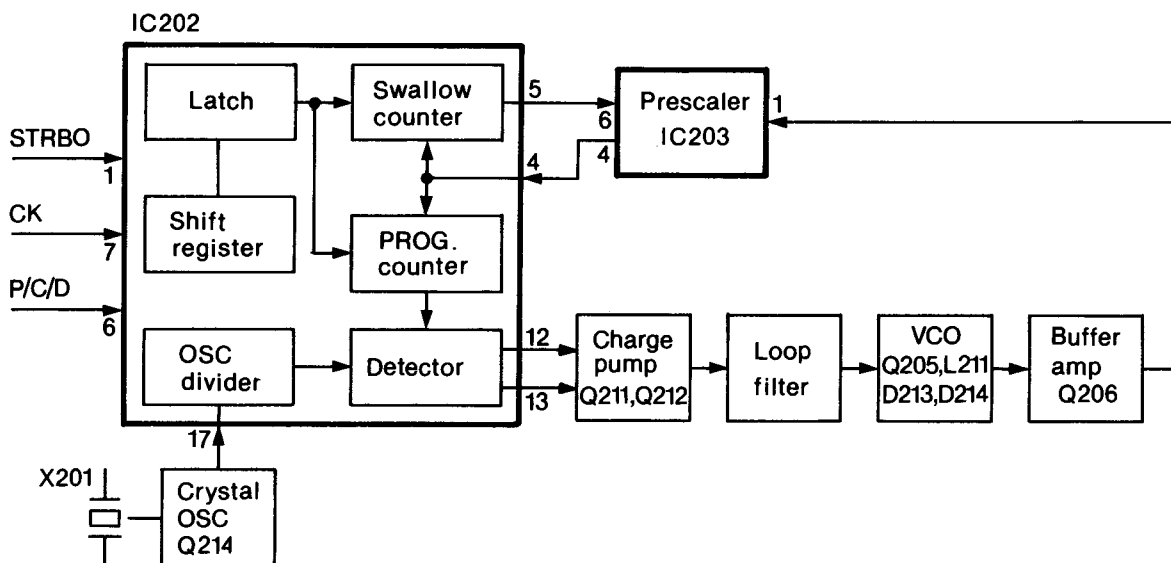 IC202
Latch
Swallow
counter
5
6
Prescaler
IC203
1
STRBO
1
4
4
CK
7
Shift
register
PROG.
counter
P/C/D
6
OSC
divider
Detector
12
13
Charge
pump
Q211,Q212
Loop
filter
VCO
Q205,L211
D213,D214
Buffer
amp
Q206
17
X201
Crystal
OSC
Q214